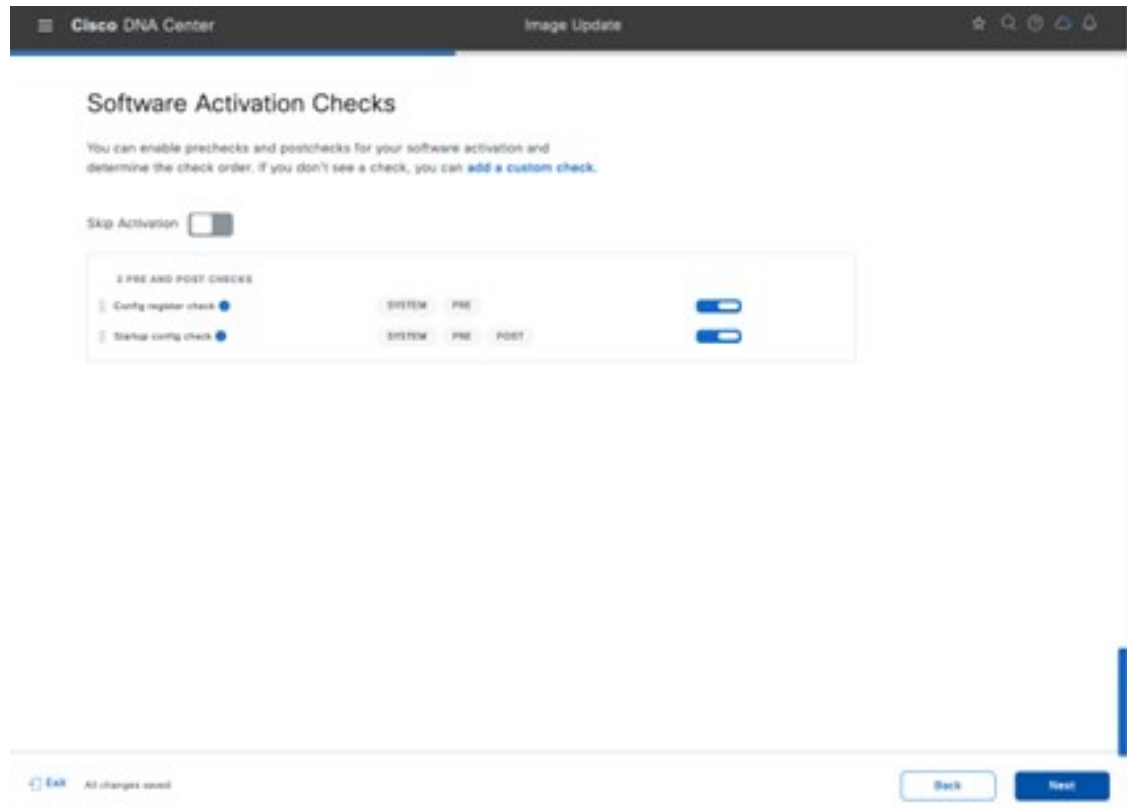 Cisco DNA Center
Image Update
Software Activation Checks
You can enable prechecks and postchecks for your software activation and
determine the check order. If you don't see a check, you can add a custom check.
Skip Activation
2 PRE AND POST CHECKS
Config register check SYSTEM PRE
Startup config check SYSTEM PRE POST
Exit All changes saved Back Next